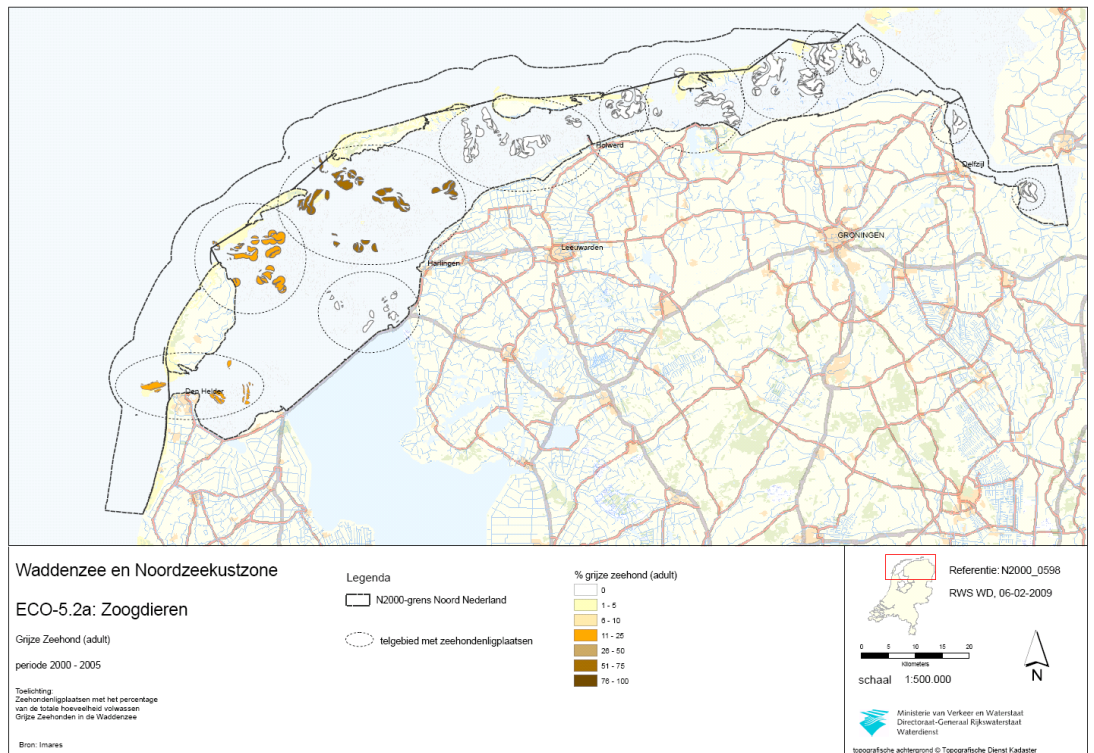 Holwerd
Delfzijl
GRONINGEN
Leeuwarden
Harlingen
Den Helder
Waddenzee en Noordzeekustzone
ECO-5.2a: Zoogdieren
Grijze Zeehond (adult)
periode 2000 - 2005
Toelichting:
Zeehondenligplaatsen met het percentage
van de totale hoeveelheid volwassen
Grijze Zeehonden in de Waddenzee
Bron: Imares
Legenda
N2000-grens Noord Nederland
telgebied met zeehondenligplaatsen
% grijze zeehond (adult)
0
1 - 5
6 - 10
11 - 25
26 - 50
51 - 75
76 - 100
Referentie: N2000_0598
RWS WD, 06-02-2009
0 5 10 15 20
Kilometers
schaal 1:500.000
N
Ministerie van Verkeer en Waterstaat
Directoraat-Generaal Rijkswaterstaat
Waterdienst
topografische achtergrond © Topografische Dienst Kadaster